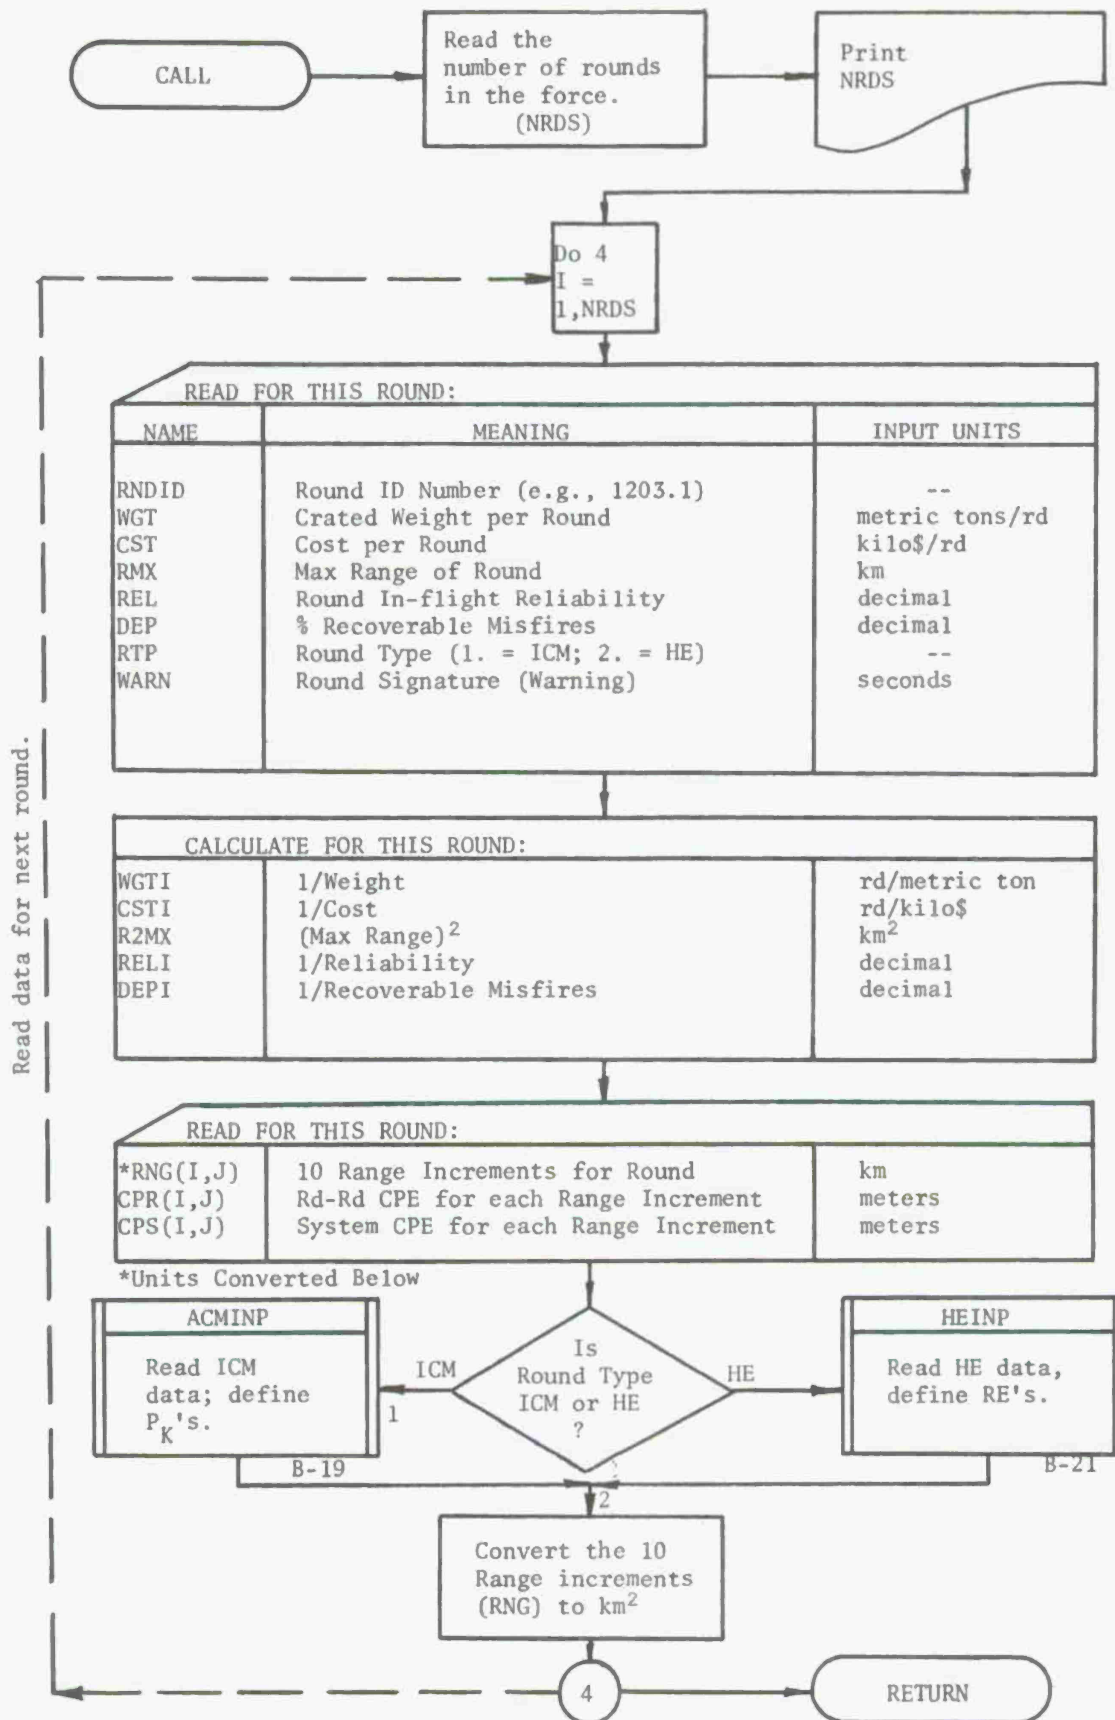 CALL
Read the
number of rounds
in the force.
(NRDS)
Print
NRDS
Do 4
I =
1,NRDS
READ FOR THIS ROUND:
NAME MEANING INPUT UNITS
RNDID Round ID Number (e.g., 1203.1) --
WGT Crated Weight per Round metric tons/rd
CST Cost per Round kilo$/rd
RMX Max Range of Round km
REL Round In-flight Reliability decimal
DEP % Recoverable Misfires decimal
RTP Round Type (1. = ICM; 2. = HE) --
WARN Round Signature (Warning) seconds
Read data for next round.
CALCULATE FOR THIS ROUND:
WGTI 1/Weight rd/metric ton
CSTI 1/Cost rd/kilo$
R2MX (Max Range)² km²
RELI 1/Reliability decimal
DEPI 1/Recoverable Misfires decimal
READ FOR THIS ROUND:
*RNG(I,J) 10 Range Increments for Round km
CPR(I,J) Rd-Rd CPE for each Range Increment meters
CPS(I,J) System CPE for each Range Increment meters
*Units Converted Below
ACMINP
Read ICM
data; define
P_K's.
B-19
ICM
1
Is
Round Type
ICM or HE
?
HE
HEINP
Read HE data,
define RE's.
B-21
2
Convert the 10
Range increments
(RNG) to km²
4
RETURN